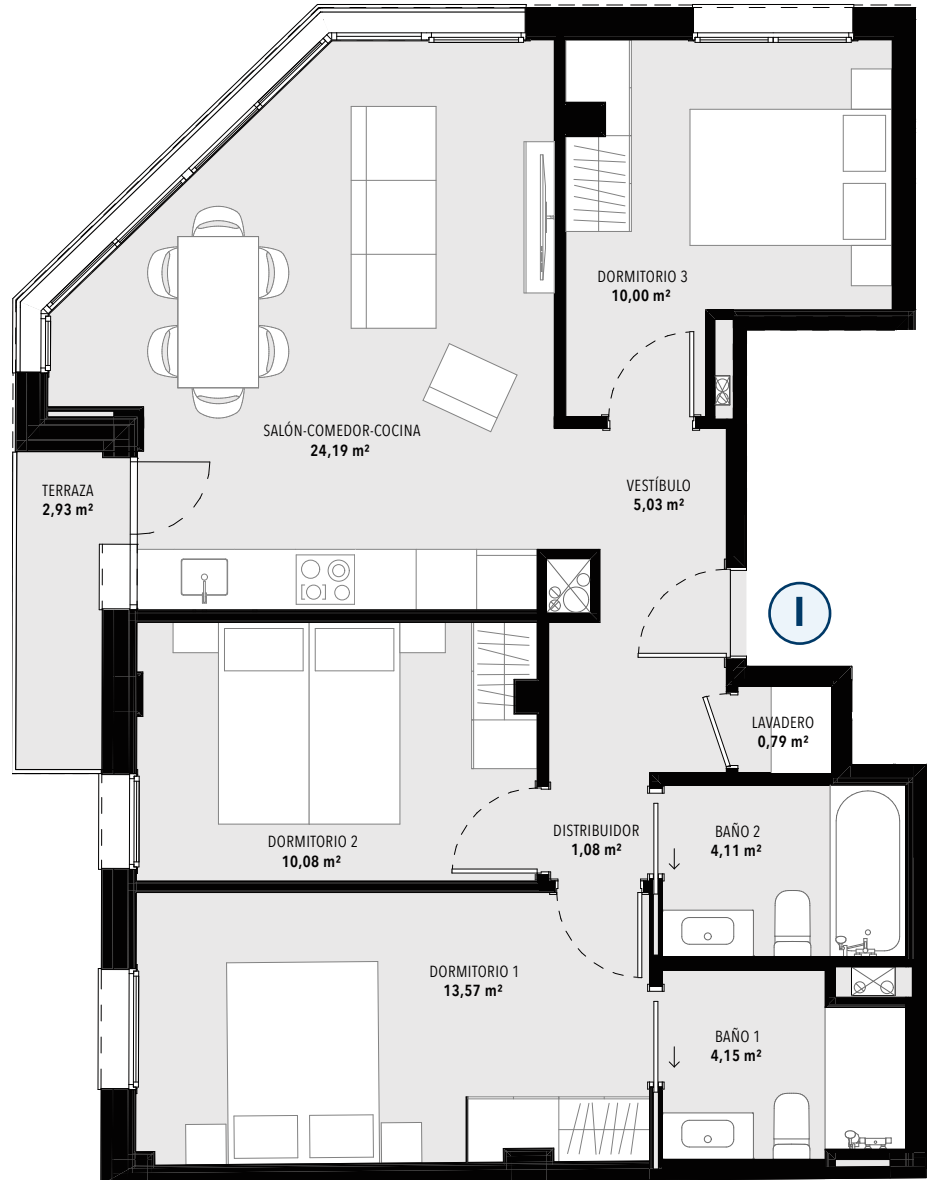 DORMITORIO 3
10,00 m²
SALÓN-COMEDOR-COCINA
24,19 m²
TERRAZA
2,93 m²
VESTÍBULO
5,03 m²
I
LAVADERO
0,79 m²
DORMITORIO 2
10,08 m²
DISTRIBUIDOR
1,08 m²
BAÑO 2
4,11 m²
DORMITORIO 1
13,57 m²
BAÑO 1
4,15 m²